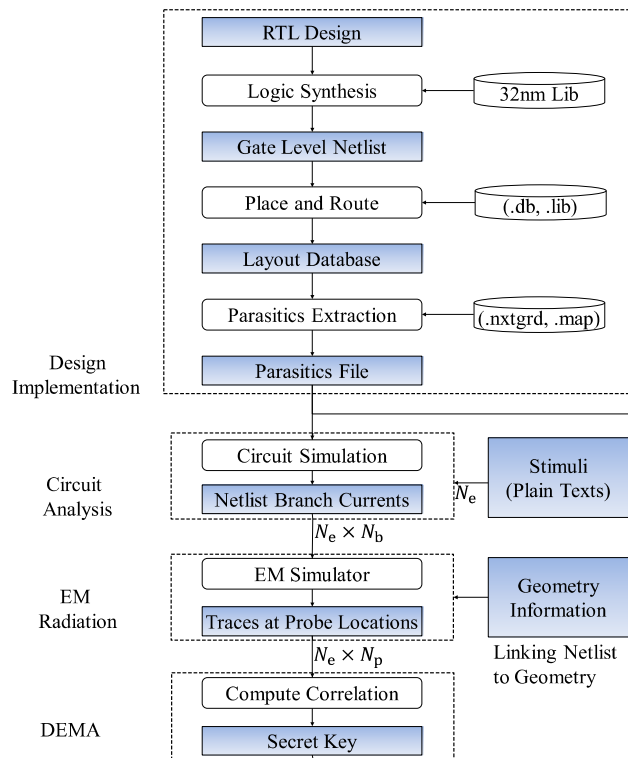 RTL Design
Logic Synthesis
32nm Lib
Gate Level Netlist
Place and Route
(.db, .lib)
Layout Database
Parasitics Extraction
(.nxtgrd, .map)
Design
Implementation
Parasitics File
Circuit Simulation
Stimuli
(Plain Texts)
Circuit
Analysis
Netlist Branch Currents
Nₑ
Nₑ × N_b
EM Simulator
Geometry
Information
EM
Radiation
Traces at Probe Locations
Nₑ × Nₚ
Linking Netlist
to Geometry
Compute Correlation
DEMA
Secret Key